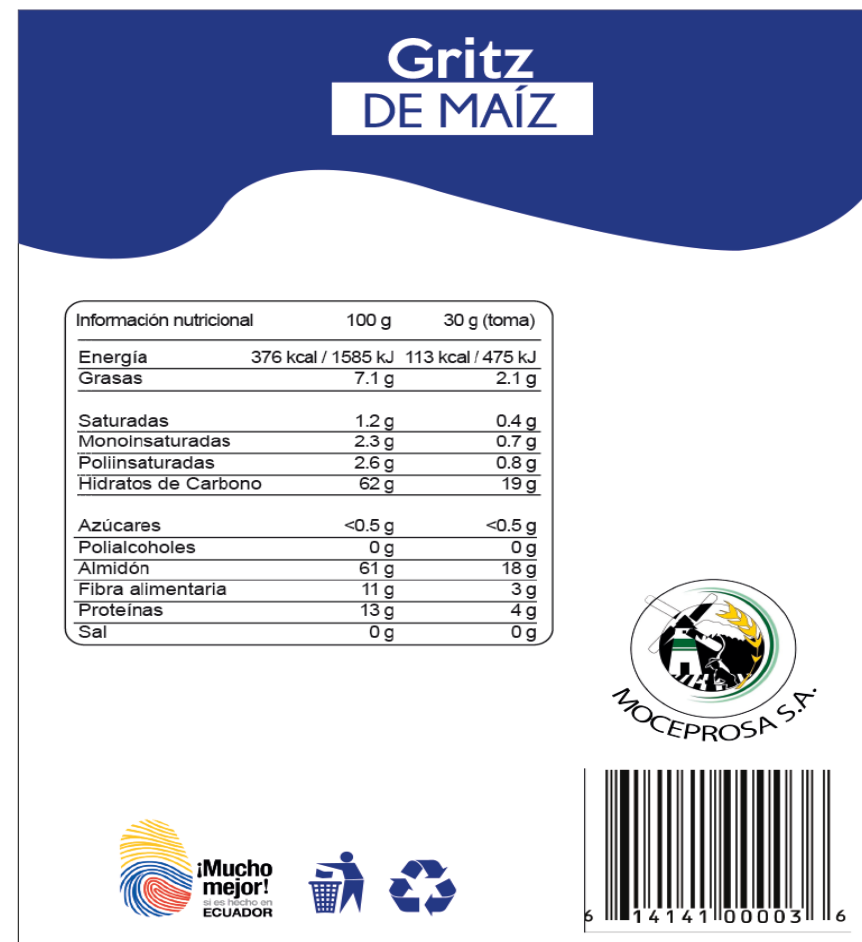 Gritz
DE MAÍZ
Información nutricional 100 g 30 g (toma)
Energía 376 kcal / 1585 kJ 113 kcal / 475 kJ
Grasas 7.1 g 2.1 g
Saturadas 1.2 g 0.4 g
Monoinsaturadas 2.3 g 0.7 g
Poliinsaturadas 2.6 g 0.8 g
Hidratos de Carbono 62 g 19 g
Azúcares <0.5 g <0.5 g
Polialcoholes 0 g 0 g
Almidón 61 g 18 g
Fibra alimentaria 11 g 3 g
Proteínas 13 g 4 g
Sal 0 g 0 g
MOCEPROSA S.A.
¡Mucho
mejor!
si es hecho en
ECUADOR
6 14141 00003 6